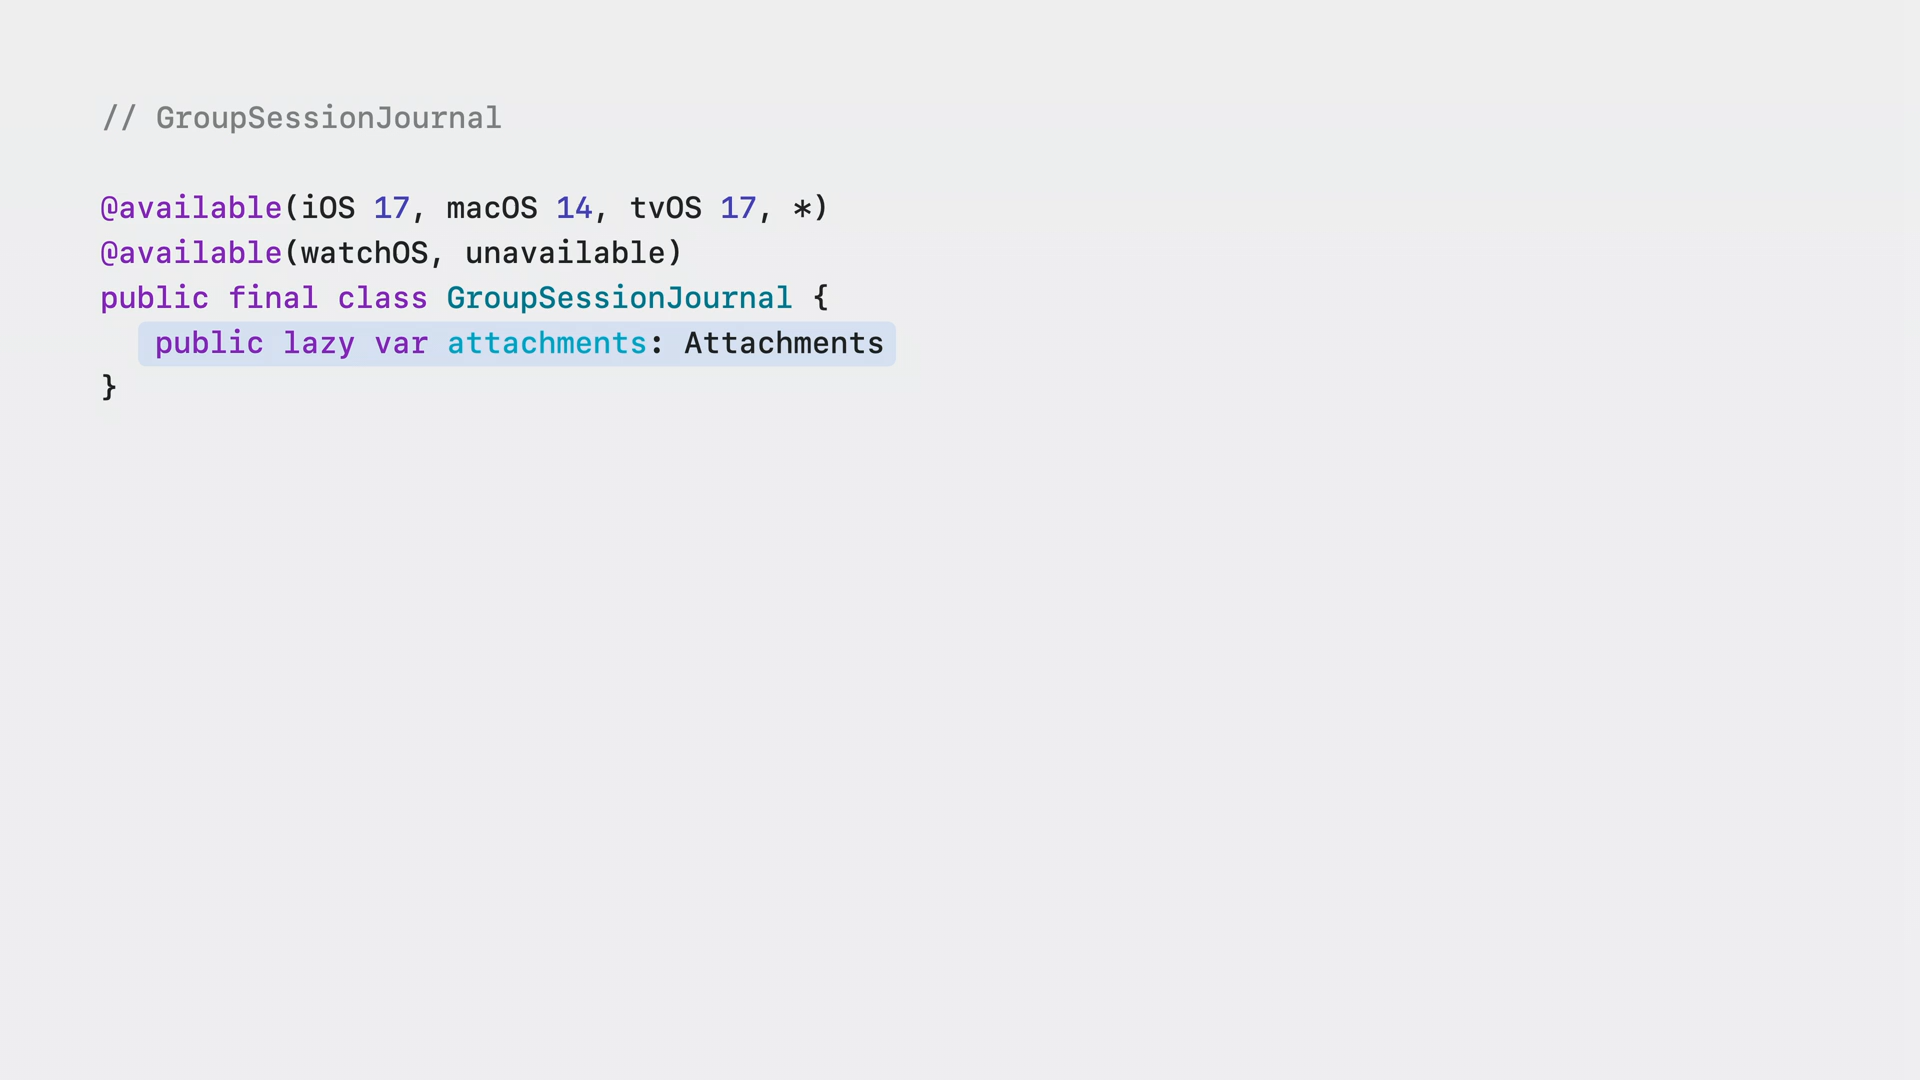 // GroupSessionJournal
@available(iOS 17, macOS 14, tvOS 17, *)
@available(watchOS, unavailable)
public final class GroupSessionJournal {
public lazy var attachments: Attachments
}